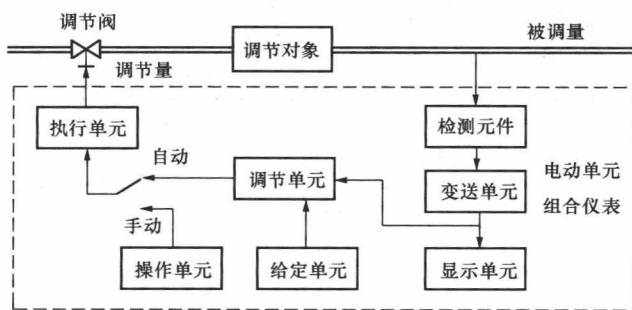 调节阀
调节对象
被调量
调节量
执行单元
检测元件
自动
调节单元
变送单元
电动单元
组合仪表
手动
操作单元
给定单元
显示单元